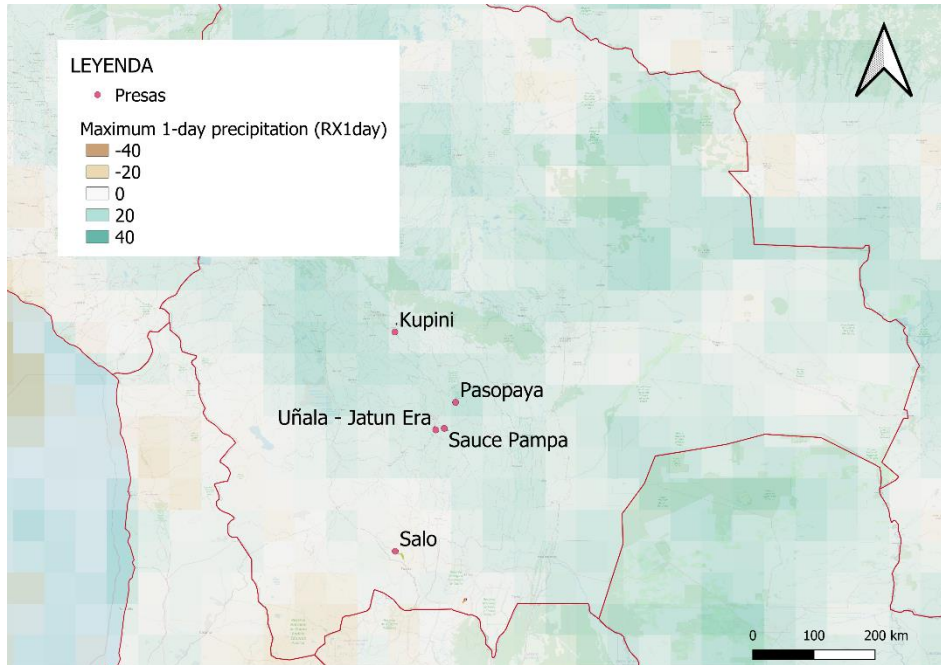 LEYENDA
Presas
Maximum 1-day precipitation (RX1day)
-40
-20
0
20
40
Kupini
Pasopaya
Uñala - Jatun Era
Sauce Pampa
Salo
0 100 200 km